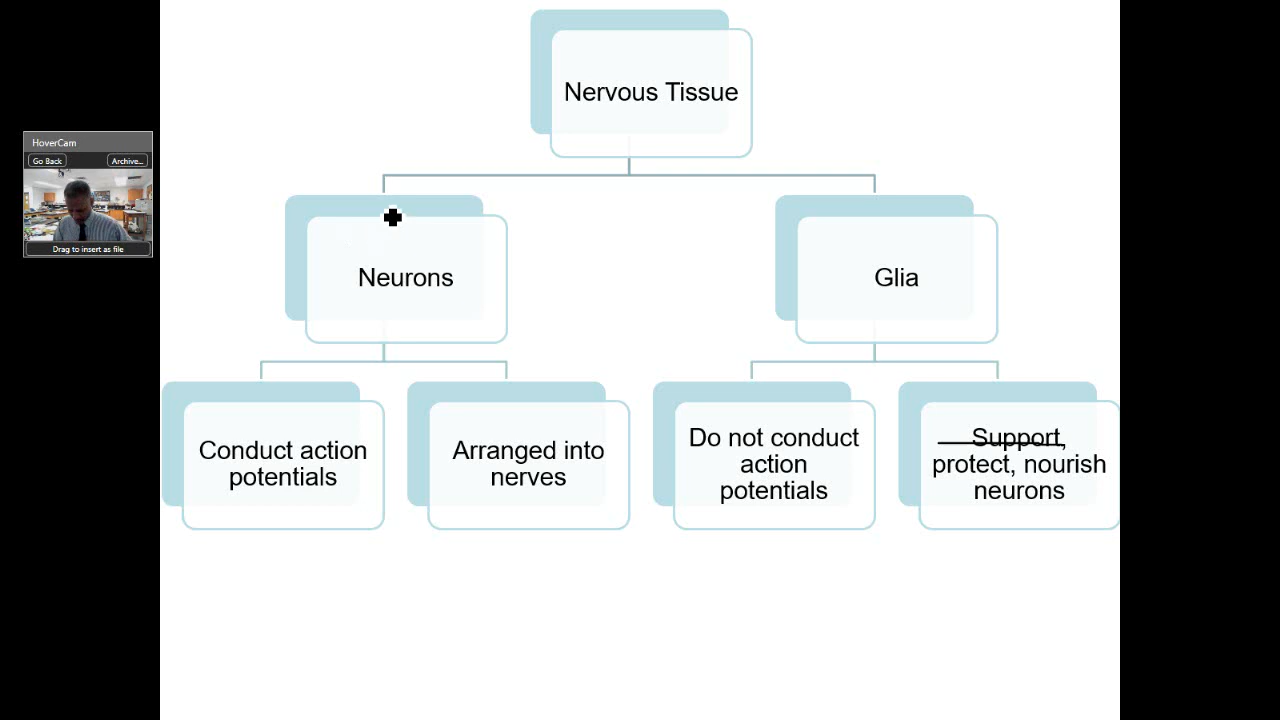 Nervous Tissue
HoverCam
Go Back
Archive...
Drag to insert as file
Neurons
Glia
Conduct action
potentials
Arranged into
nerves
Do not conduct
action
potentials
Support,
protect, nourish
neurons